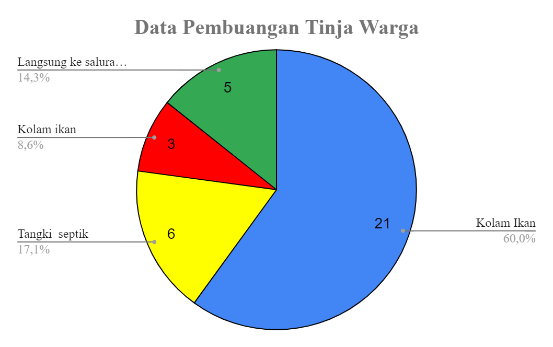 Data Pembuangan Tinja Warga
Langsung ke salura…
14,3%
5
Kolam ikan
8,6%
3
21
Kolam Ikan
60,0%
Tangki septik
17,1%
6